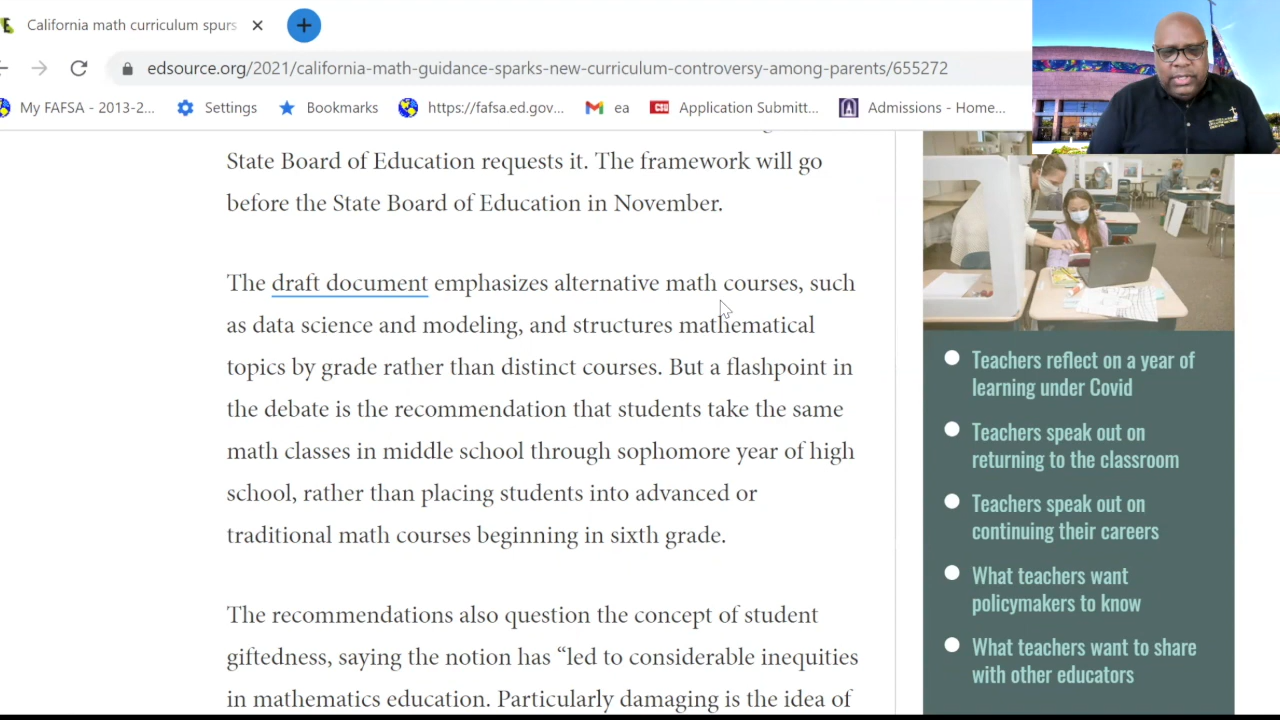 California math curriculum spurs
edsource.org/2021/california-math-guidance-sparks-new-curriculum-controversy-among-parents/655272
My FAFSA - 2013-2... Settings Bookmarks https://fafsa.ed.gov... ea CSU Application Submitt... Admissions - Home...
State Board of Education requests it. The framework will go
before the State Board of Education in November.
The draft document emphasizes alternative math courses, such
as data science and modeling, and structures mathematical
topics by grade rather than distinct courses. But a flashpoint in
the debate is the recommendation that students take the same
math classes in middle school through sophomore year of high
school, rather than placing students into advanced or
traditional math courses beginning in sixth grade.
The recommendations also question the concept of student
giftedness, saying the notion has “led to considerable inequities
in mathematics education. Particularly damaging is the idea of
Teachers reflect on a year of
learning under Covid
Teachers speak out on
returning to the classroom
Teachers speak out on
continuing their careers
What teachers want
policymakers to know
What teachers want to share
with other educators